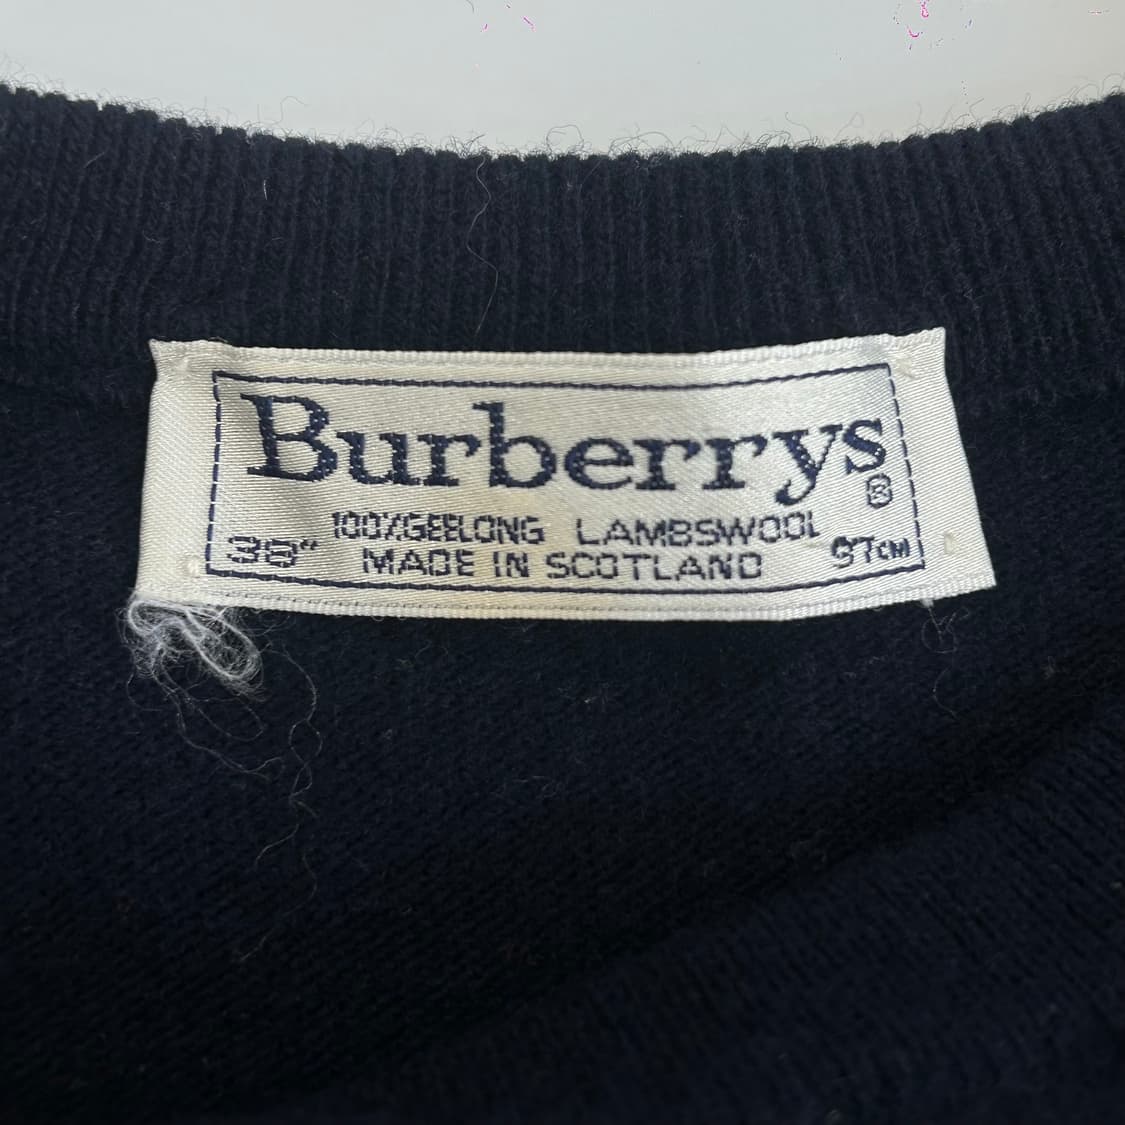 Burberrys
®
100%GEELONG LAMBSWOOL
38" MADE IN SCOTLAND 97CM